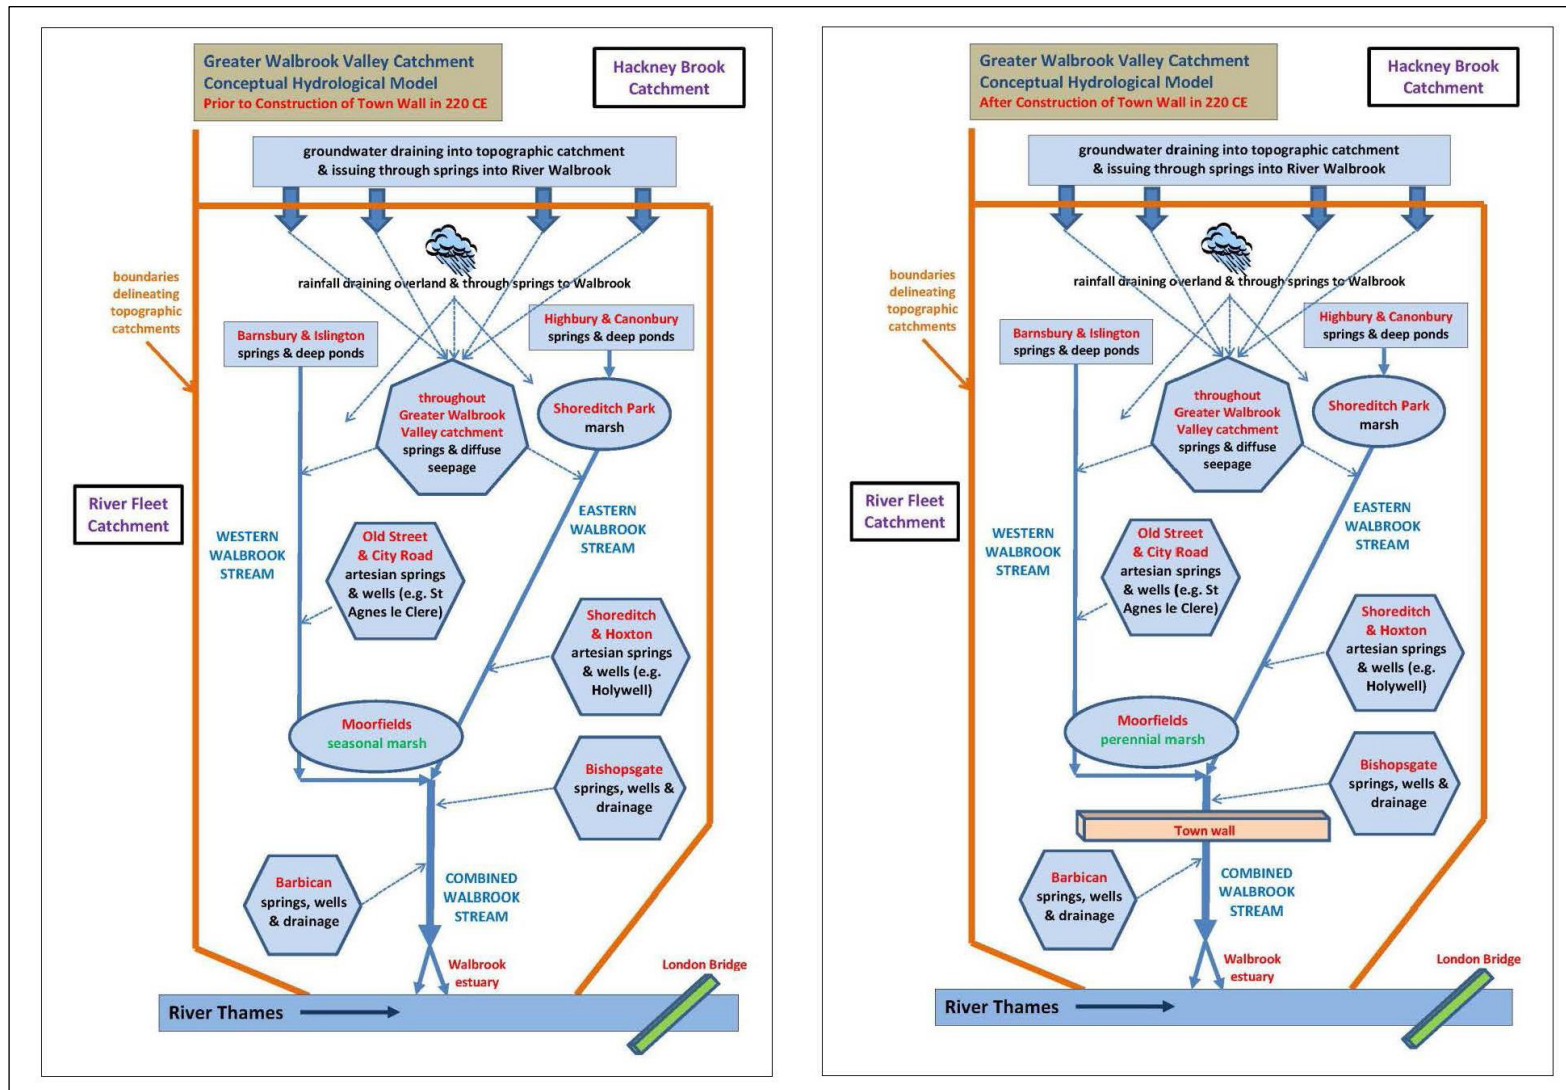 Greater Walbrook Valley Catchment
Conceptual Hydrological Model
Prior to Construction of Town Wall in 220 CE
Hackney Brook
Catchment
groundwater draining into topographic catchment
& issuing through springs into River Walbrook
boundaries
delineating
topographic
catchments
rainfall draining overland & through springs to Walbrook
Barnsbury & Islington
springs & deep ponds
Highbury & Canonbury
springs & deep ponds
throughout
Greater Walbrook
Valley catchment
springs & diffuse
seepage
Shoreditch Park
marsh
River Fleet
Catchment
WESTERN
WALBROOK
STREAM
Old Street
& City Road
artesian springs
& wells (e.g. St
Agnes le Clere)
EASTERN
WALBROOK
STREAM
Shoreditch
& Hoxton
artesian springs
& wells (e.g.
Holywell)
Moorfields
seasonal marsh
Bishopsgate
springs, wells &
drainage
Barbican
springs, wells
& drainage
COMBINED
WALBROOK
STREAM
Walbrook
estuary
London Bridge
River Thames
Greater Walbrook Valley Catchment
Conceptual Hydrological Model
After Construction of Town Wall in 220 CE
Hackney Brook
Catchment
groundwater draining into topographic catchment
& issuing through springs into River Walbrook
boundaries
delineating
topographic
catchments
rainfall draining overland & through springs to Walbrook
Barnsbury & Islington
springs & deep ponds
Highbury & Canonbury
springs & deep ponds
throughout
Greater Walbrook
Valley catchment
springs & diffuse
seepage
Shoreditch Park
marsh
River Fleet
Catchment
WESTERN
WALBROOK
STREAM
Old Street
& City Road
artesian springs
& wells (e.g. St
Agnes le Clere)
EASTERN
WALBROOK
STREAM
Shoreditch
& Hoxton
artesian springs
& wells (e.g.
Holywell)
Moorfields
perennial marsh
Bishopsgate
springs, wells &
drainage
Town wall
Barbican
springs, wells
& drainage
COMBINED
WALBROOK
STREAM
Walbrook
estuary
London Bridge
River Thames